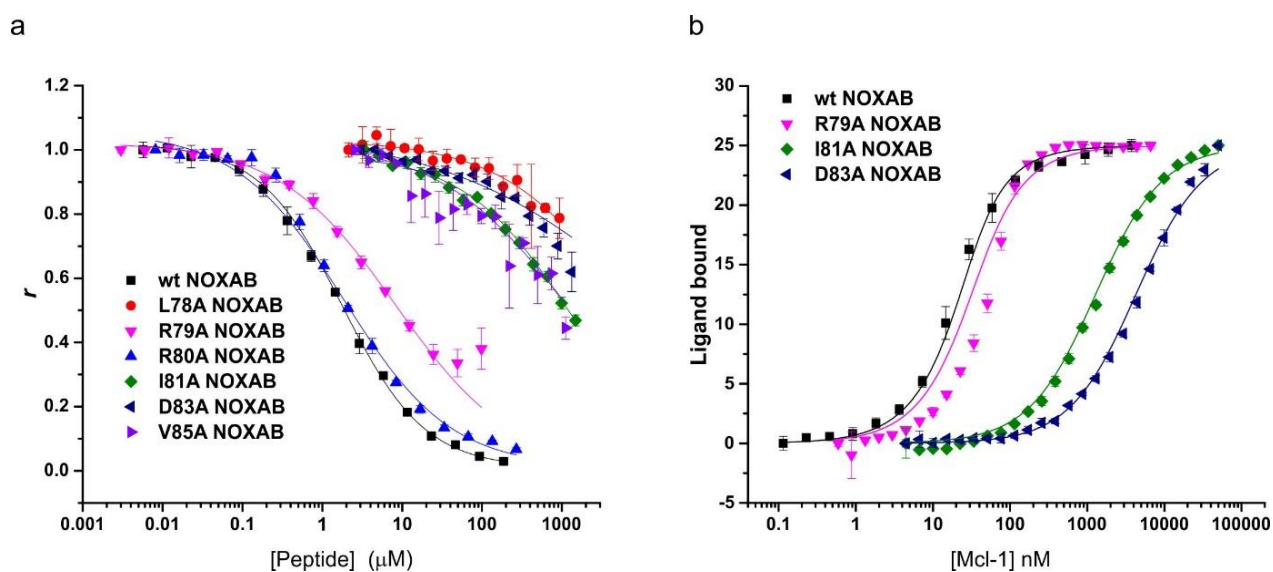 a
1.2
1.0
0.8
0.6
0.4
0.2
0.0
r
wt NOXAB
L78A NOXAB
R79A NOXAB
R80A NOXAB
I81A NOXAB
D83A NOXAB
V85A NOXAB
0.001 0.01 0.1 1 10 100 1000
[Peptide] (μM)
b
30
25
20
15
10
5
0
-5
Ligand bound
wt NOXAB
R79A NOXAB
I81A NOXAB
D83A NOXAB
0.1 1 10 100 1000 10000 100000
[Mcl-1] nM